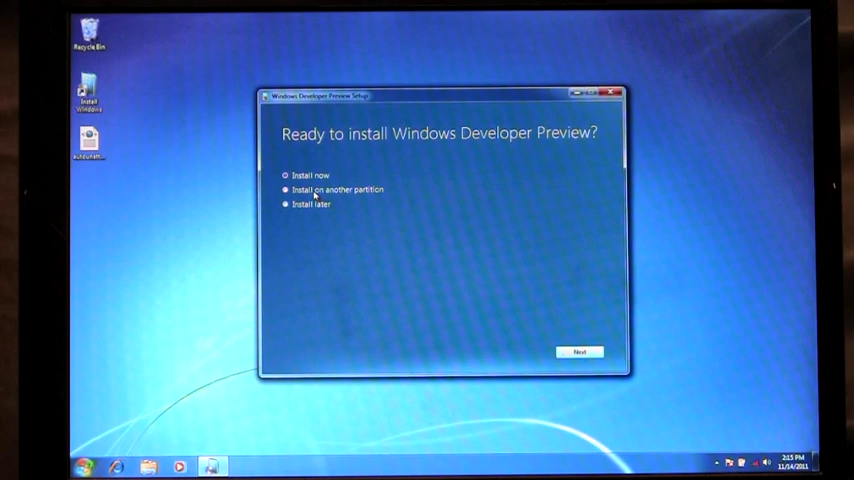 Recycle Bin
Install
Windows
Windows Developer Preview Setup
Ready to install Windows Developer Preview?
Install now
Install on another partition
Install later
Next
2:15 PM
11/14/2011